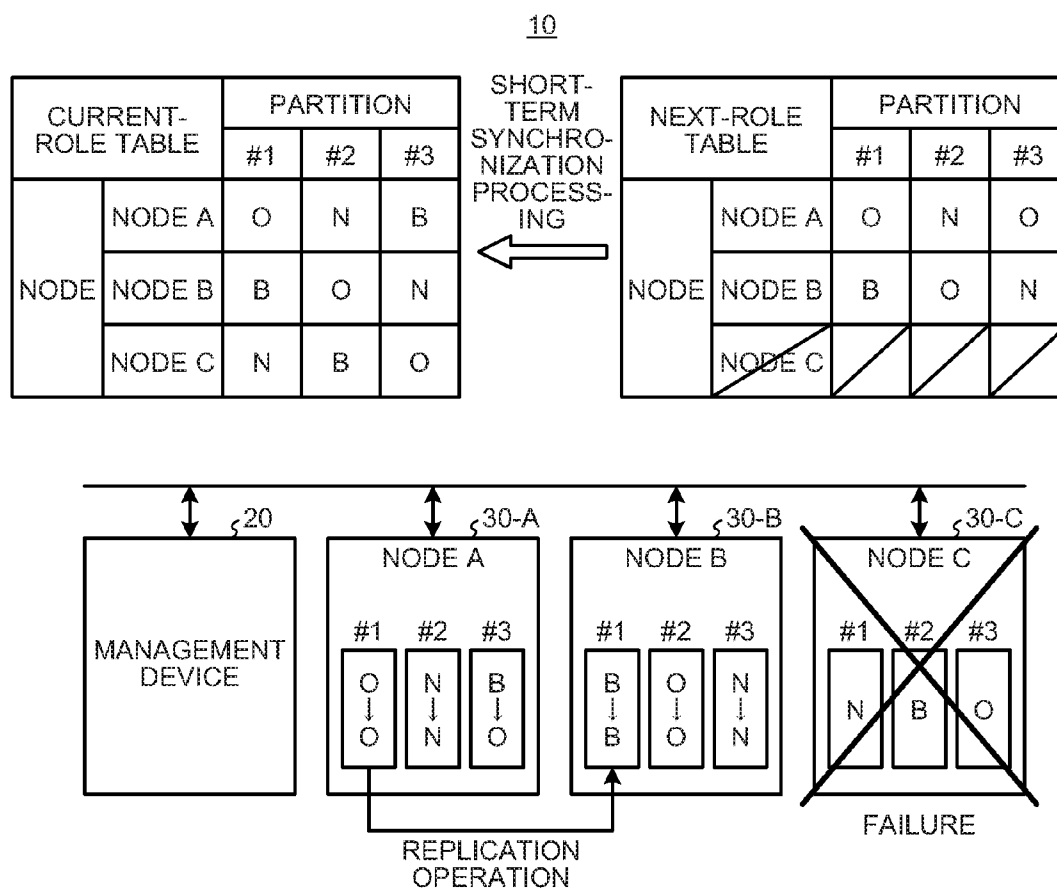 10
CURRENT-
ROLE TABLE
PARTITION
#1 #2 #3
NODE
NODE A O N B
NODE B B O N
NODE C N B O
SHORT-
TERM
SYNCHRO-
NIZATION
PROCESS-
ING
NEXT-ROLE
TABLE
PARTITION
#1 #2 #3
NODE
NODE A O N O
NODE B B O N
NODE C
20
MANAGEMENT
DEVICE
30-A
NODE A
#1 #2 #3
O N B
O N O
30-B
NODE B
#1 #2 #3
B O N
B O N
30-C
NODE C
#1 #2 #3
N B O
FAILURE
REPLICATION
OPERATION